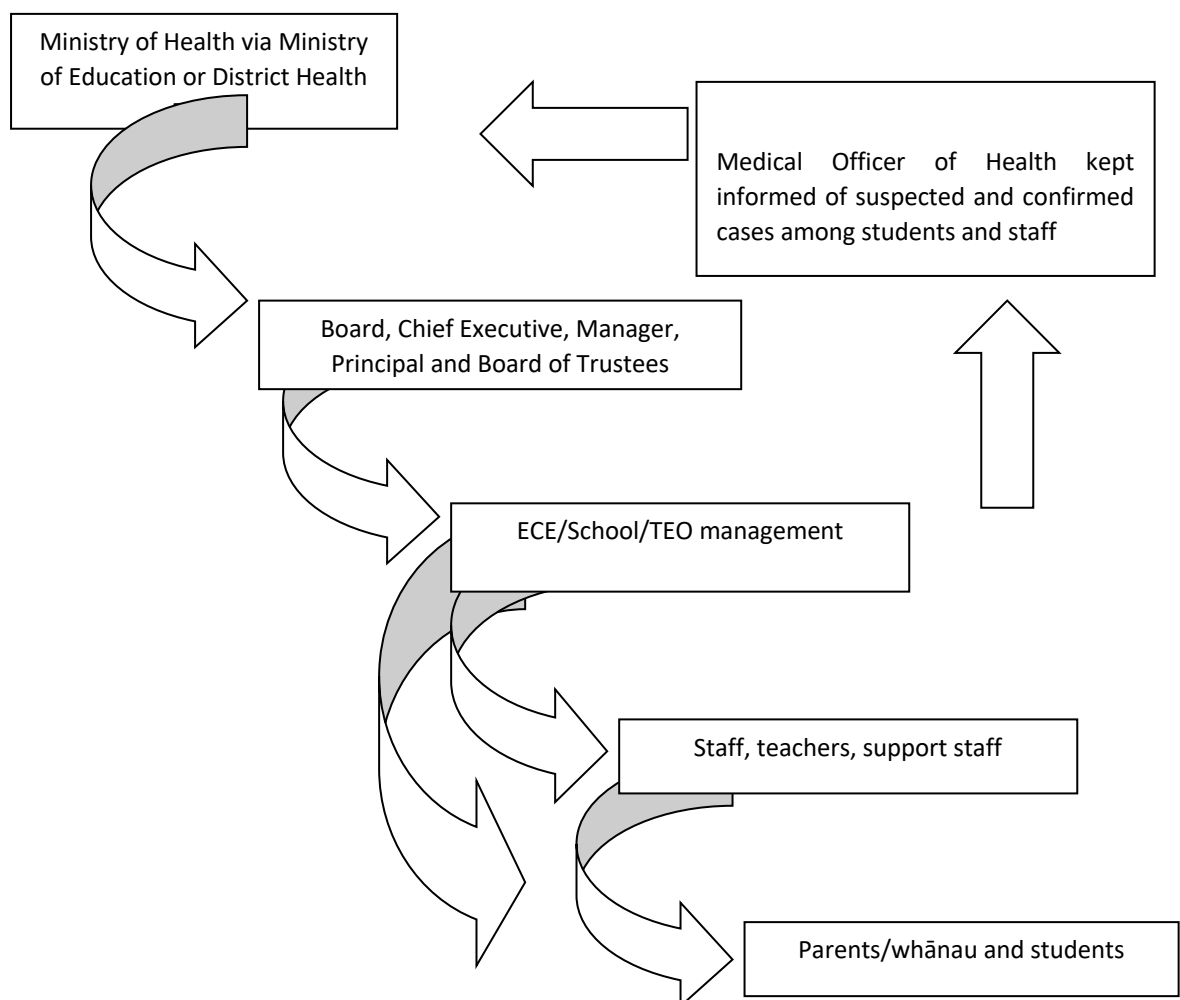 Ministry of Health via Ministry
of Education or District Health
Medical Officer of Health kept
informed of suspected and confirmed
cases among students and staff
Board, Chief Executive, Manager,
Principal and Board of Trustees
ECE/School/TEO management
Staff, teachers, support staff
Parents/whānau and students